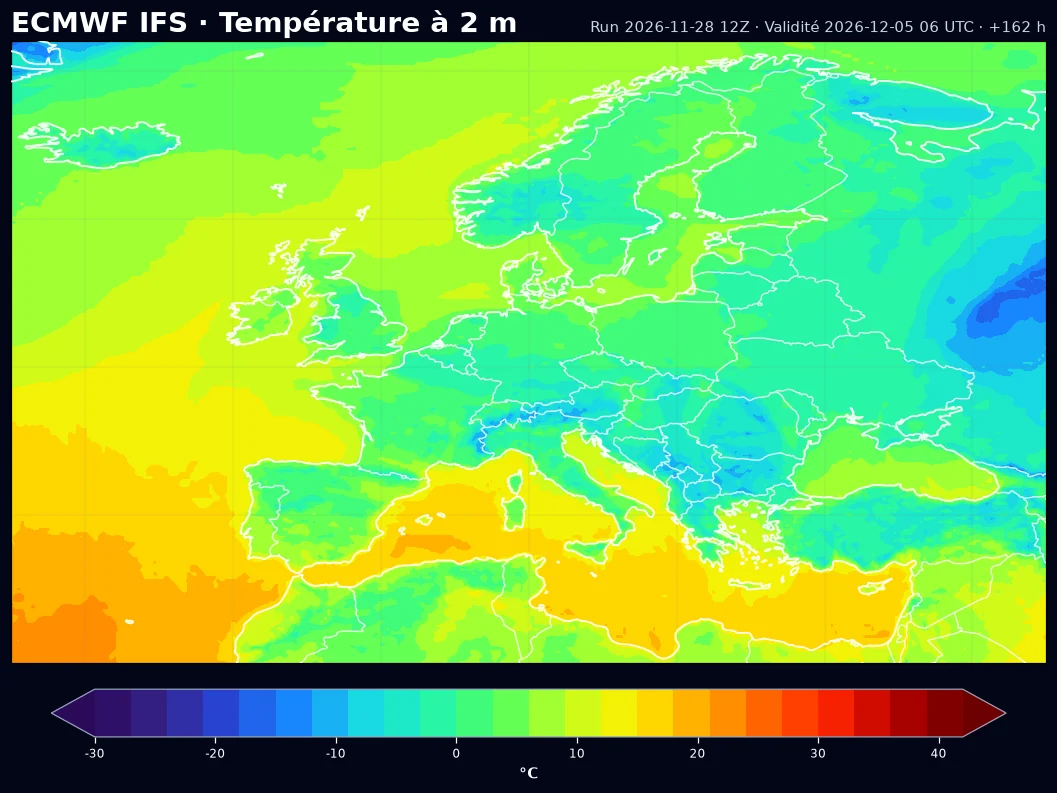 ECMWF IFS · Température à 2 m
Run 2026-11-28 12Z · Validité 2026-12-05 06 UTC · +162 h
-30 -20 -10 0 10 20 30 40
°C